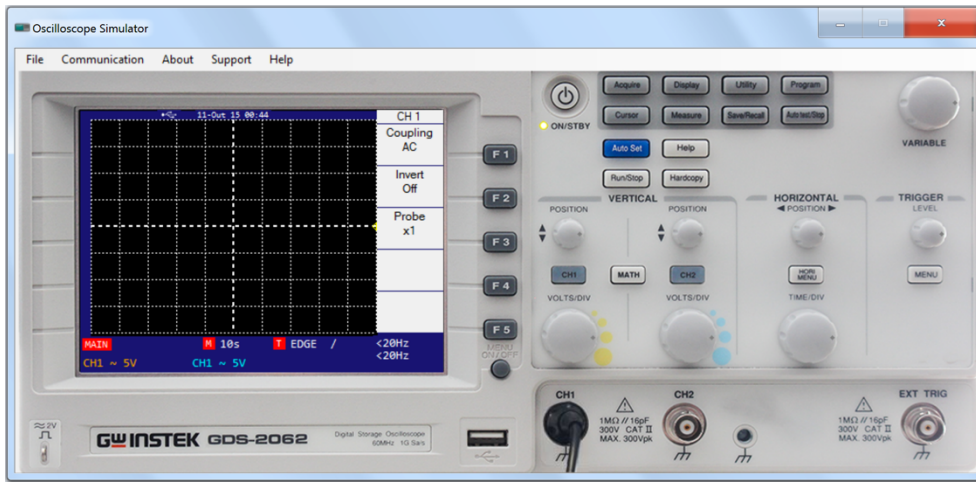 Oscilloscope Simulator
File Communication About Support Help
11-Out 15 00:44
CH 1
Coupling
AC
Invert
Off
Probe
x1
MAIN M 10s T EDGE / <20Hz
<20Hz
CH1 ~ 5V CH1 ~ 5V
F 1
F 2
F 3
F 4
F 5
MENU
ON/OFF
ON/STBY
Acquire Display Utility Program
Cursor Measure Save/Recall Auto test/Stop
Auto Set Help
Run/Stop Hardcopy
VARIABLE
VERTICAL HORIZONTAL TRIGGER
POSITION POSITION ◄ POSITION ► LEVEL
CH1 MATH CH2 HORI MENU MENU
VOLTS/DIV VOLTS/DIV TIME/DIV
CH1 CH2 EXT TRIG
1MΩ // 16pF
300V CAT II
MAX. 300Vpk
1MΩ // 16pF
300V CAT II
MAX. 300Vpk
≈2V
GW INSTEK GDS-2062 Digital Storage Oscilloscope
60MHz 1G Sa/s